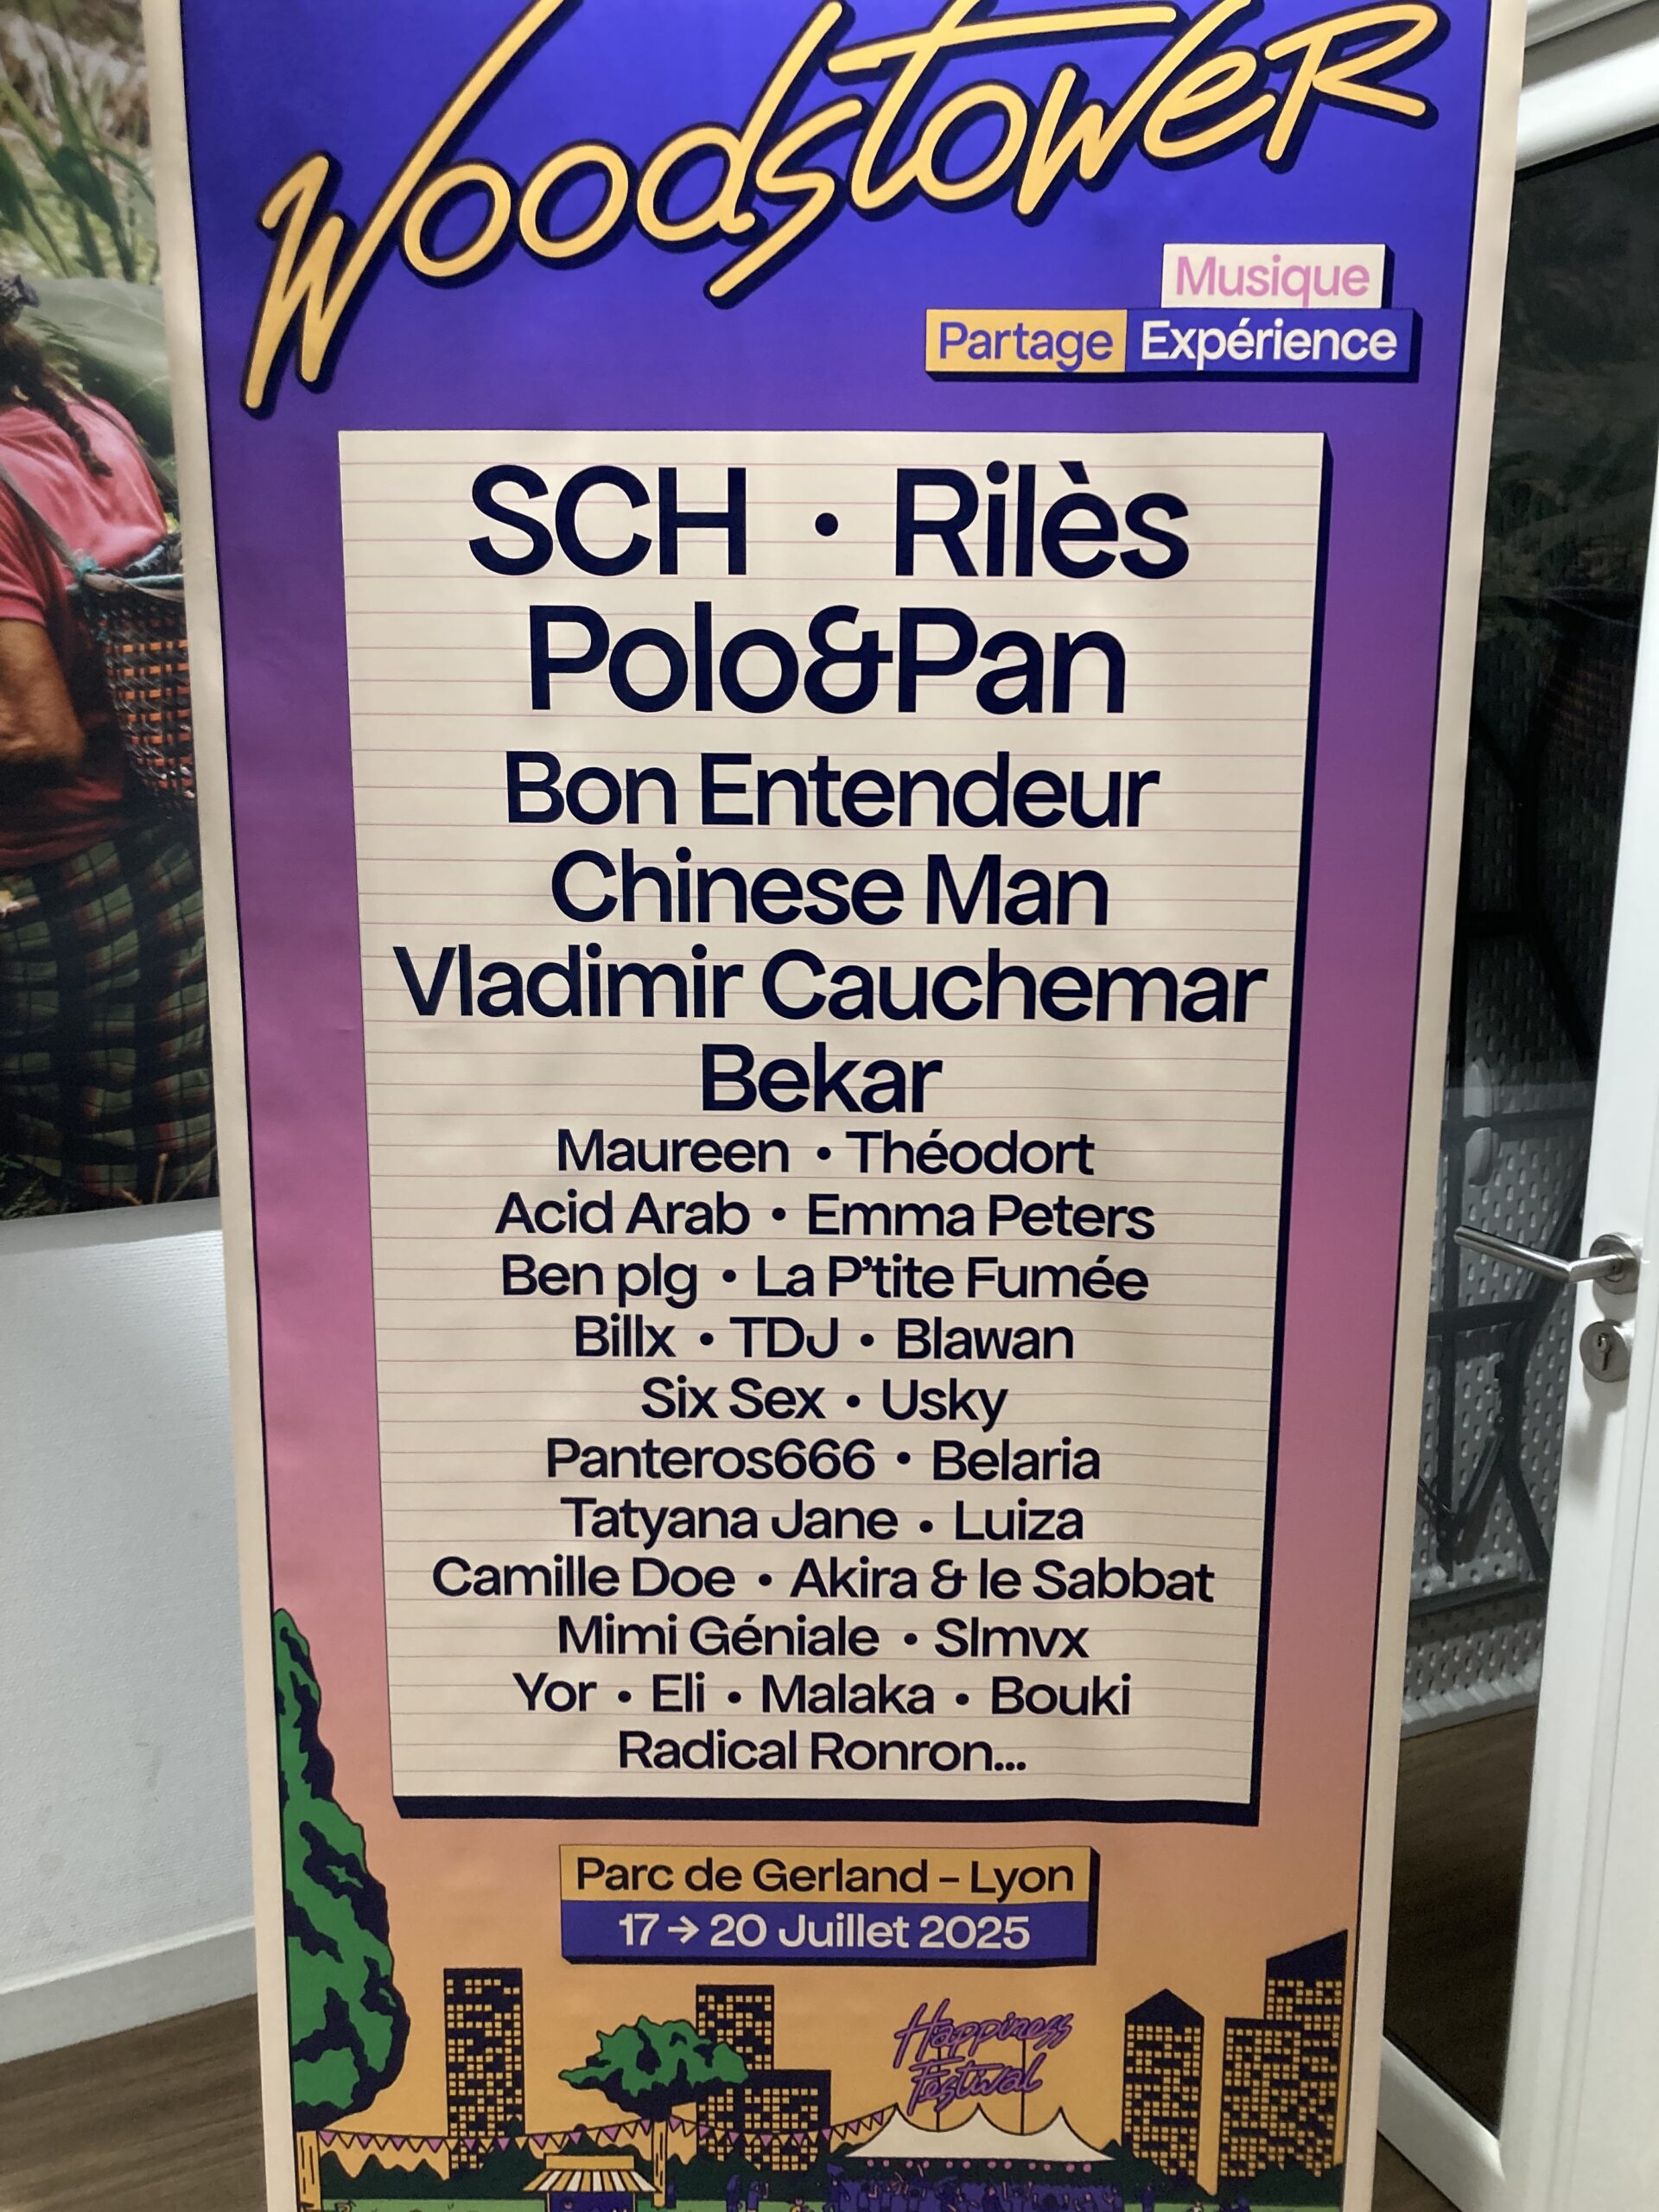 Woodstower
Musique
Partage Expérience
SCH • Rilès
Polo&Pan
Bon Entendeur
Chinese Man
Vladimir Cauchemar
Bekar
Maureen • Théodort
Acid Arab • Emma Peters
Ben plg • La P’tite Fumée
Billx • TDJ • Blawan
Six Sex • Usky
Panteros666 • Belaria
Tatyana Jane • Luiza
Camille Doe • Akira & le Sabbat
Mimi Géniale • Slmvx
Yor • Eli • Malaka • Bouki
Radical Ronron...
Parc de Gerland – Lyon
17 → 20 Juillet 2025
Happiness
Festival